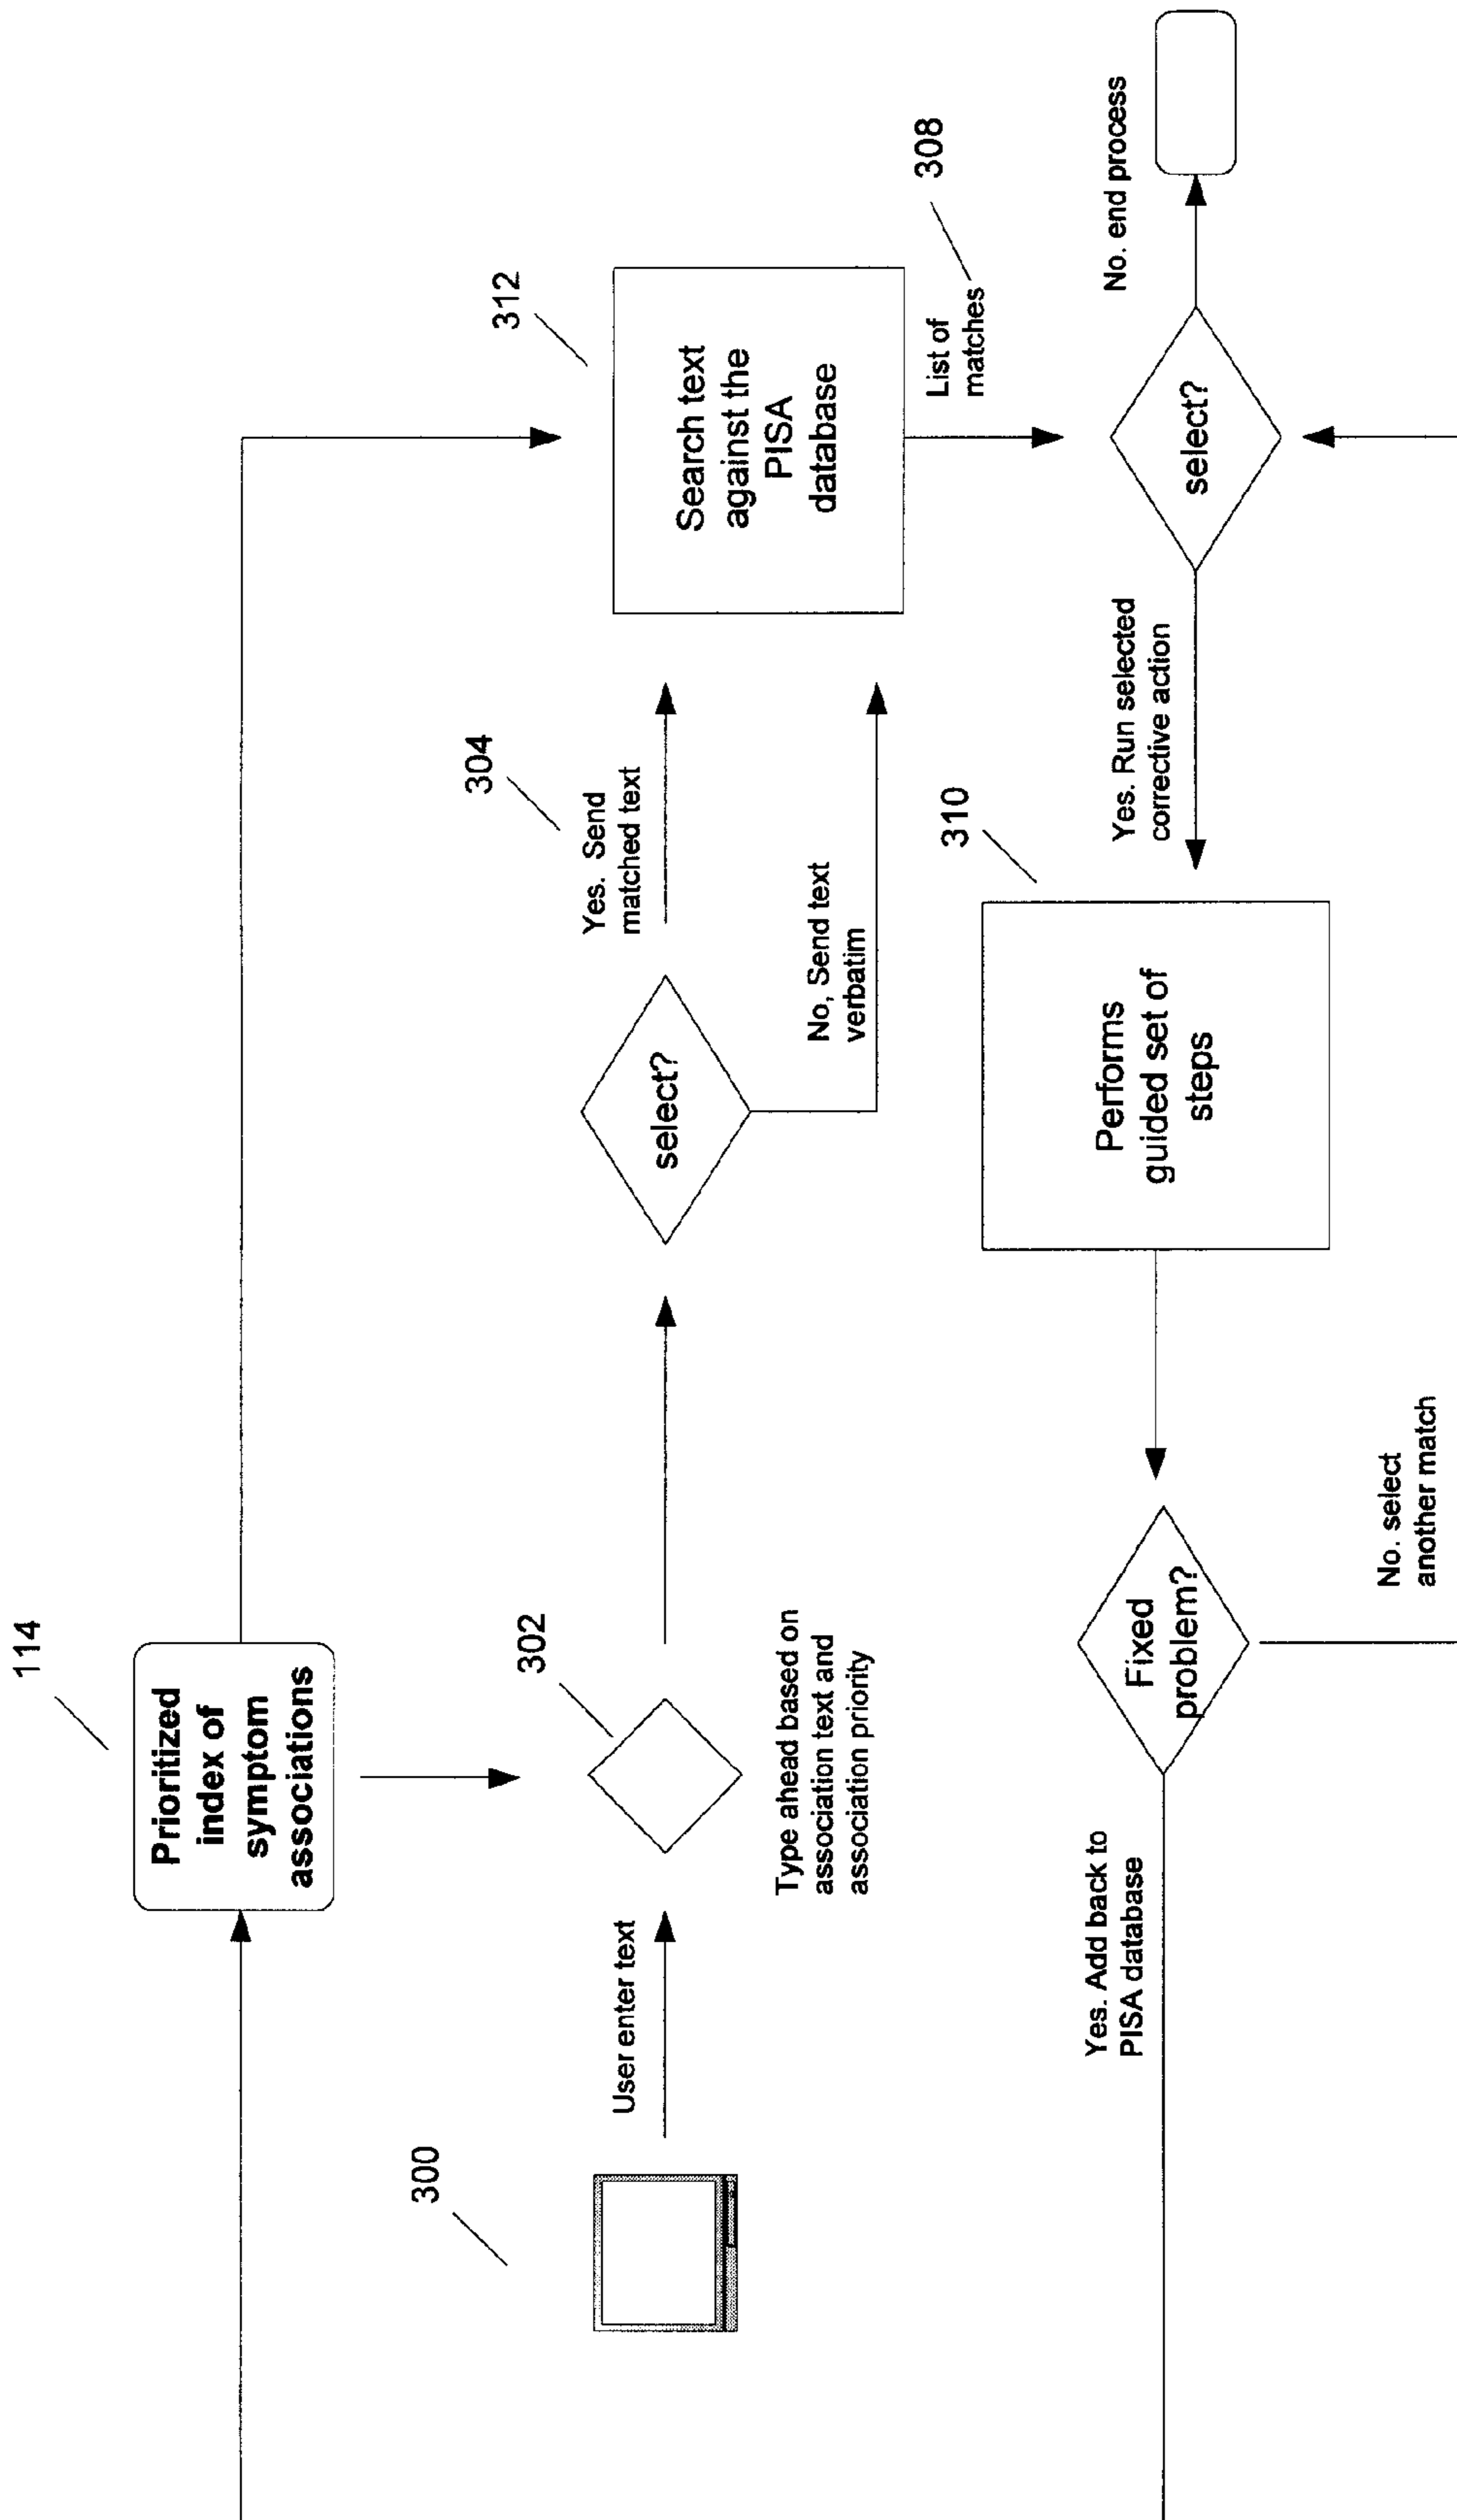 114
Prioritized
index of
symptom
associations
300
User enter text
302
Type ahead based on
association text and
association priority
select?
304
Yes. Send
matched text
No, Send text
verbatim
312
Search text
against the
PISA
database
List of
matches
308
select?
No. end process
Yes. Run selected
corrective action
310
Performs
guided set of
steps
Fixed
problem?
No. select
another match
Yes. Add back to
PISA database